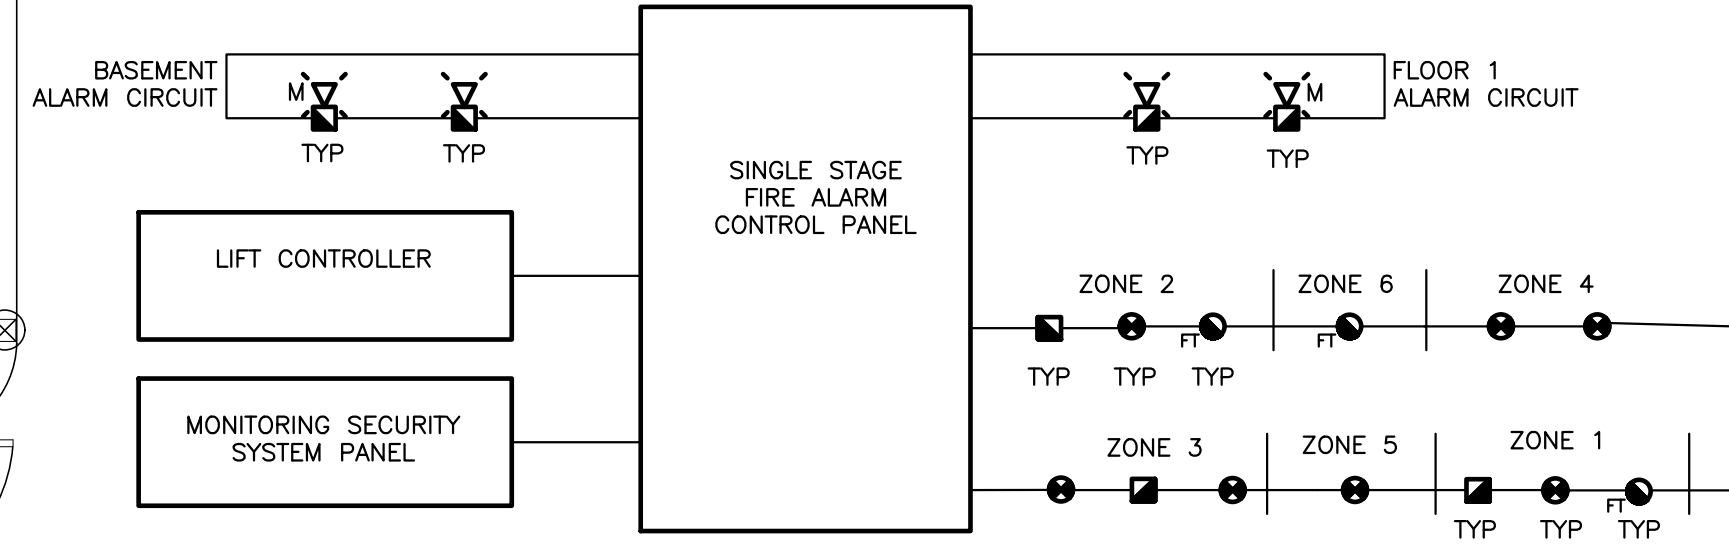 BASEMENT
ALARM CIRCUIT
M
TYP TYP
FLOOR 1
ALARM CIRCUIT
M
TYP TYP
SINGLE STAGE
FIRE ALARM
CONTROL PANEL
LIFT CONTROLLER
MONITORING SECURITY
SYSTEM PANEL
ZONE 2 ZONE 6 ZONE 4
FT FT
TYP TYP TYP
ZONE 3 ZONE 5 ZONE 1
FT
TYP TYP TYP